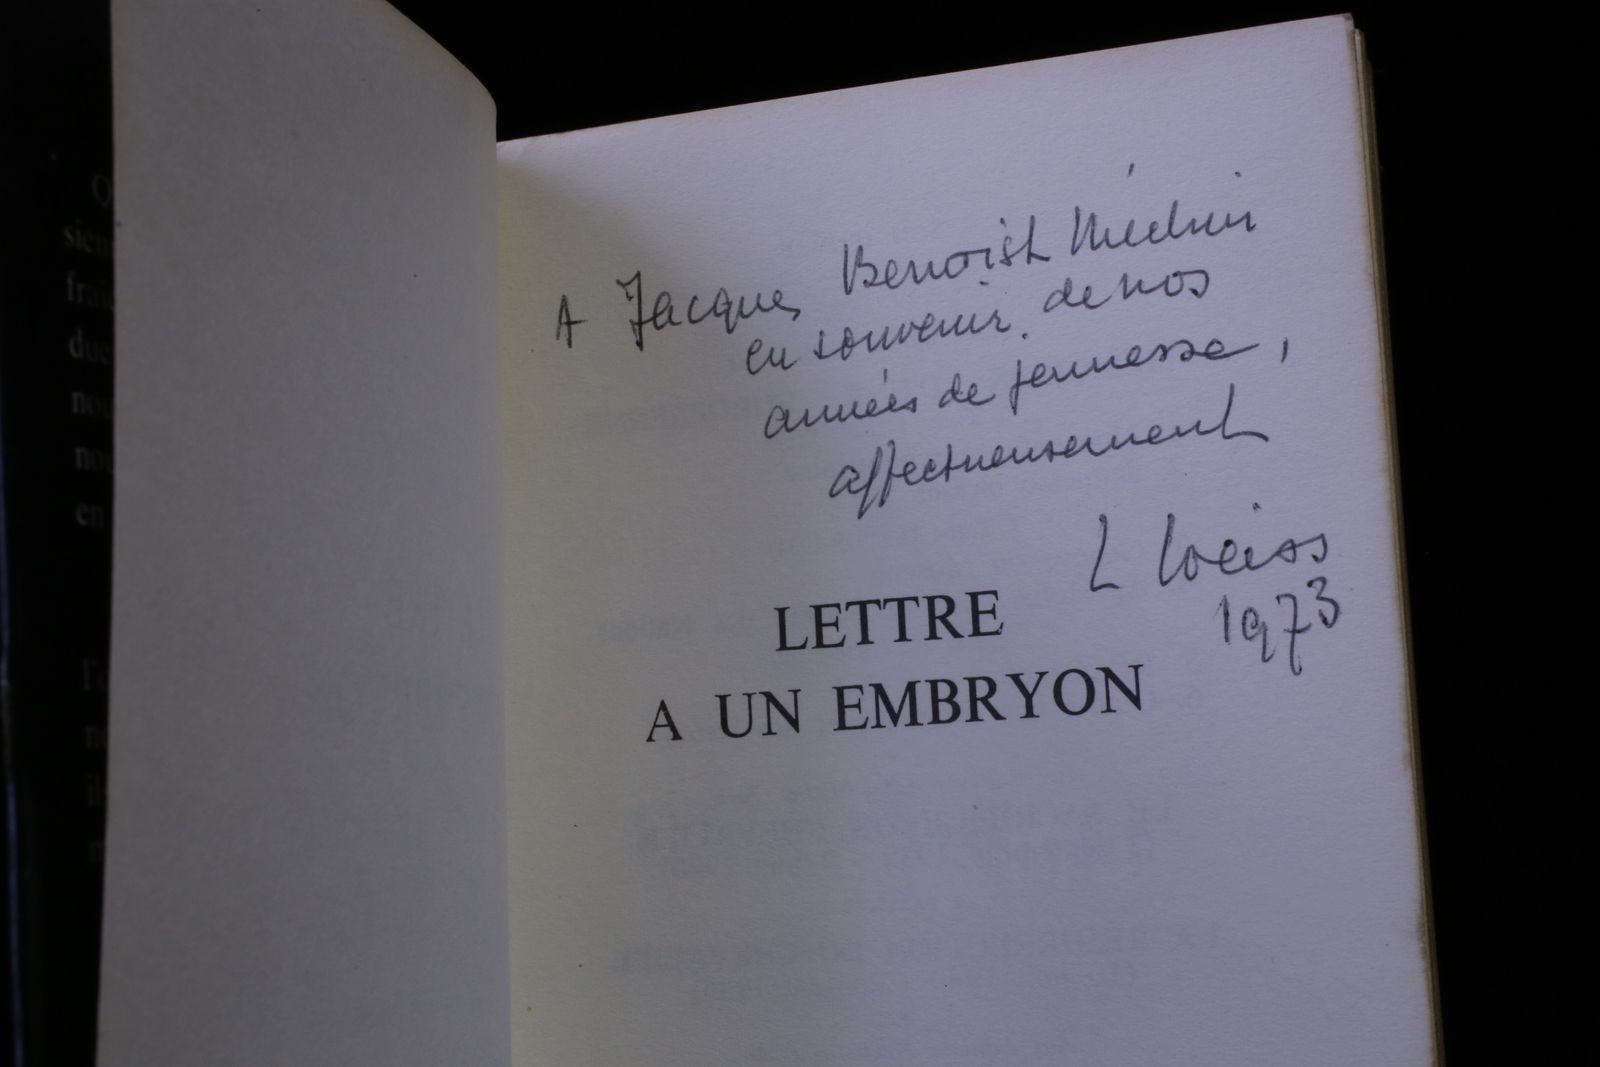 A Jacques Benoist Méchin
en souvenir de nos
années de jeunesse,
affectueusement
L Weiss
1973
LETTRE
A UN EMBRYON